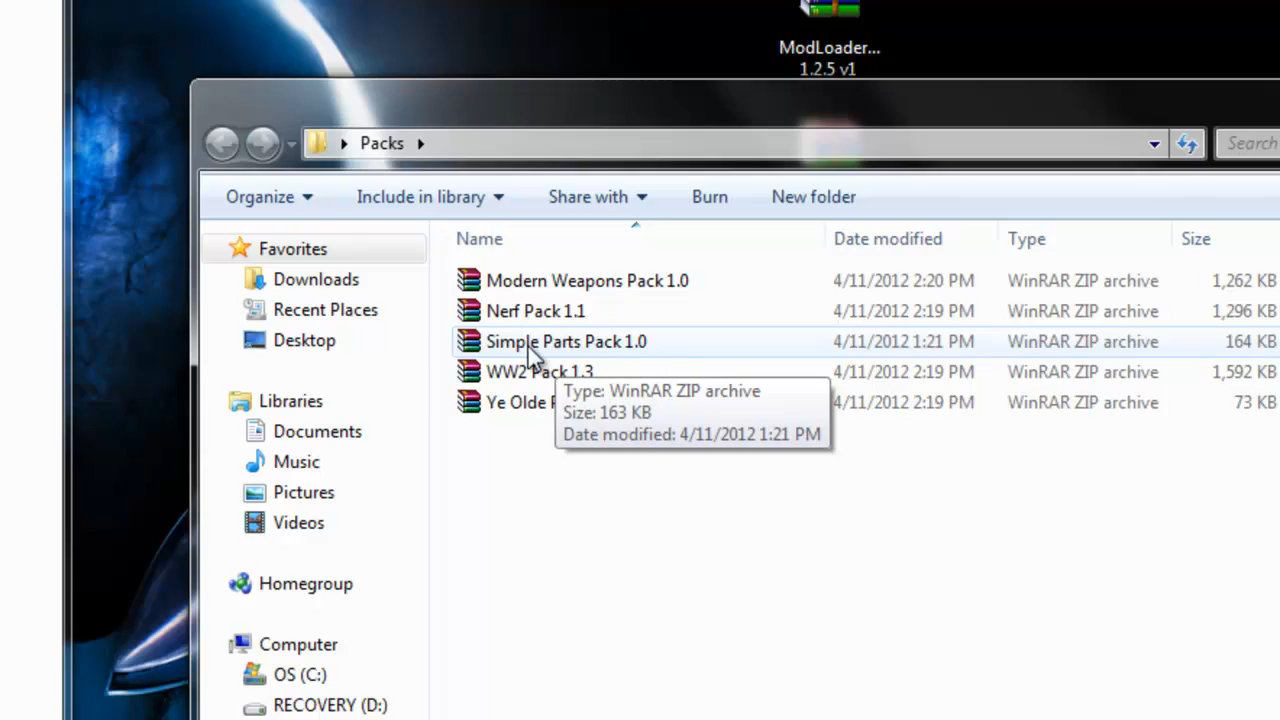 ModLoader...
1.2.5 v1
Packs
Search
Organize Include in library Share with Burn New folder
Name Date modified Type Size
Favorites
Downloads
Recent Places
Desktop
Libraries
Documents
Music
Pictures
Videos
Homegroup
Computer
OS (C:)
RECOVERY (D:)
Modern Weapons Pack 1.0 4/11/2012 2:20 PM WinRAR ZIP archive 1,262 KB
Nerf Pack 1.1 4/11/2012 2:19 PM WinRAR ZIP archive 1,296 KB
Simple Parts Pack 1.0 4/11/2012 1:21 PM WinRAR ZIP archive 164 KB
WW2 Pack 1.3 4/11/2012 2:19 PM WinRAR ZIP archive 1,592 KB
Ye Olde 4/11/2012 2:19 PM WinRAR ZIP archive 73 KB
Type: WinRAR ZIP archive
Size: 163 KB
Date modified: 4/11/2012 1:21 PM